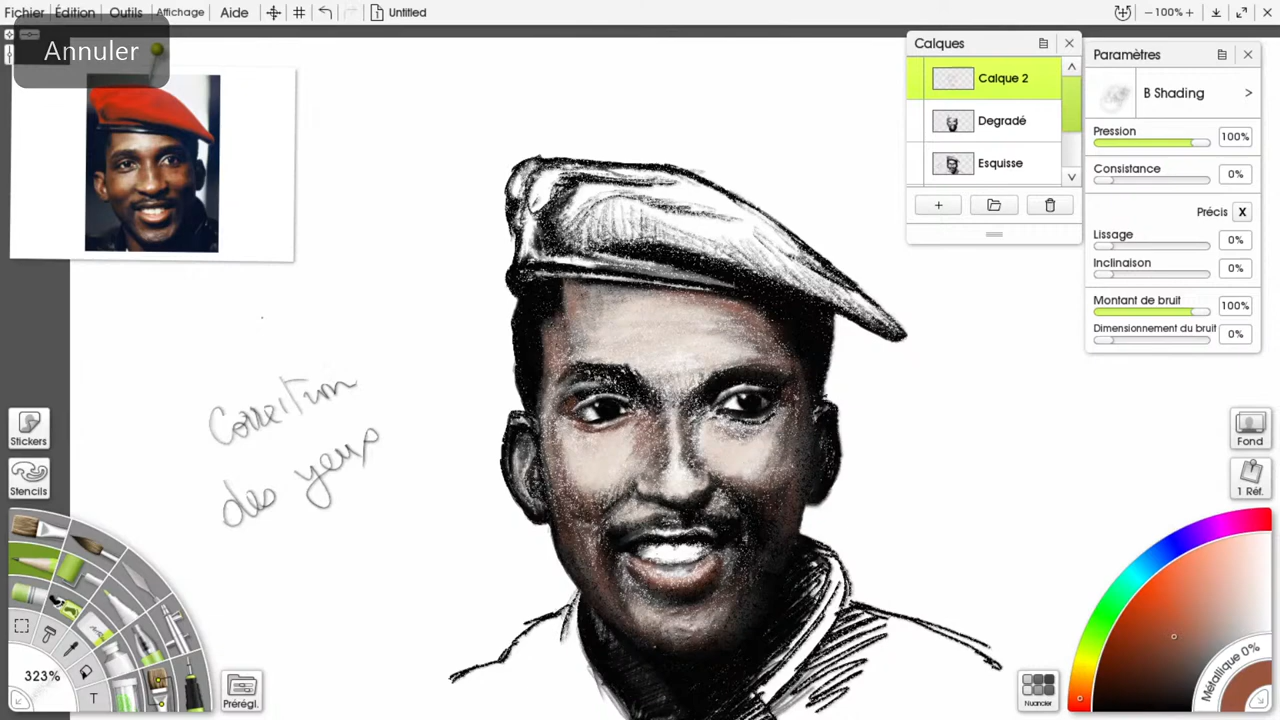 Fichier Édition Outils Affichage Aide Untitled 100%
Annuler
Calques
Calque 2
Degradé
Esquisse
Paramètres
B Shading >
Pression 100%
Consistance 0%
Précis X
Lissage 0%
Inclinaison 0%
Montant de bruit 100%
Dimensionnement du bruit 0%
Correction
des yeux
Stickers
Stencils
Fond
1 Réf.
323%
T
Prérégl.
Nuancier
Métallique 0%